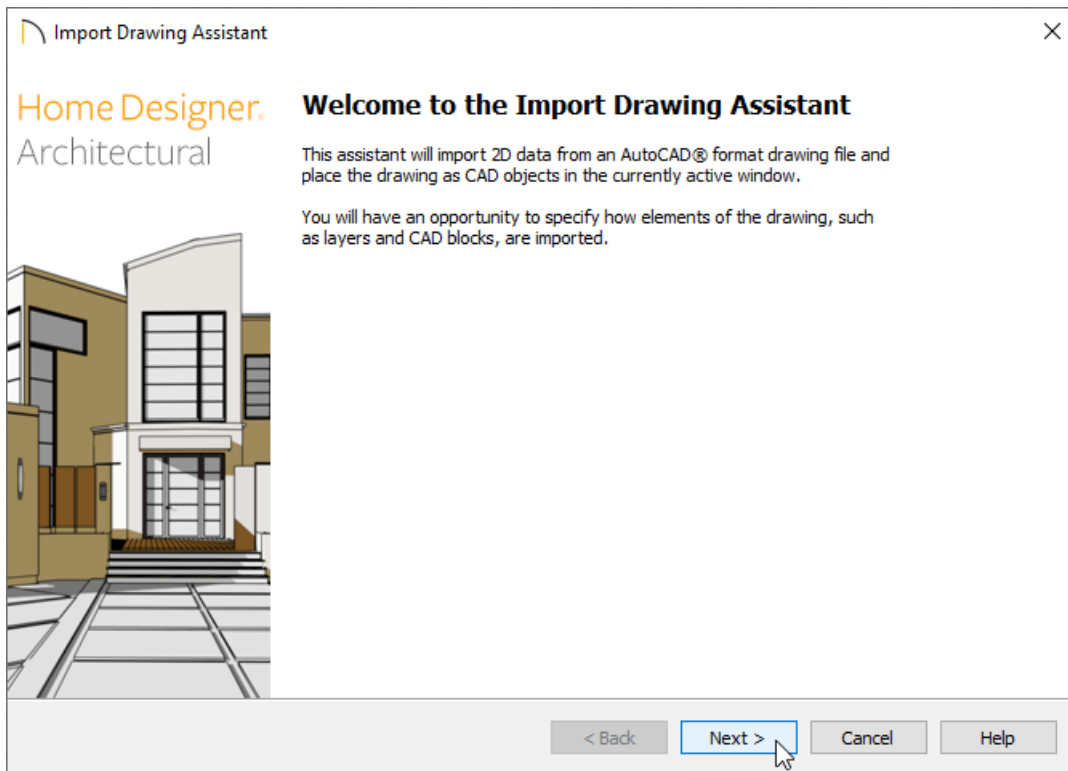 Import Drawing Assistant
Home Designer®
Architectural
Welcome to the Import Drawing Assistant
This assistant will import 2D data from an AutoCAD® format drawing file and
place the drawing as CAD objects in the currently active window.
You will have an opportunity to specify how elements of the drawing, such
as layers and CAD blocks, are imported.
< Back
Next >
Cancel
Help